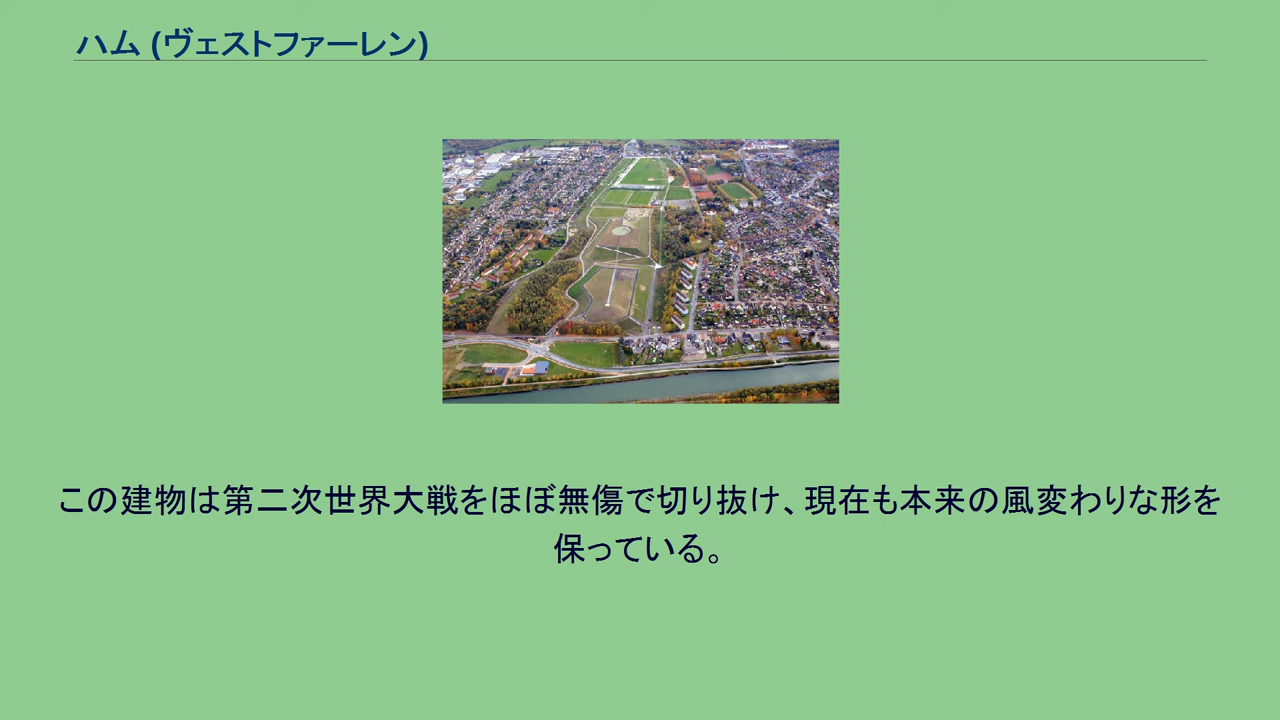 ハム (ヴェストファーレン)
この建物は第二次世界大戦をほぼ無傷で切り抜け、現在も本来の風変わりな形を
保っている。